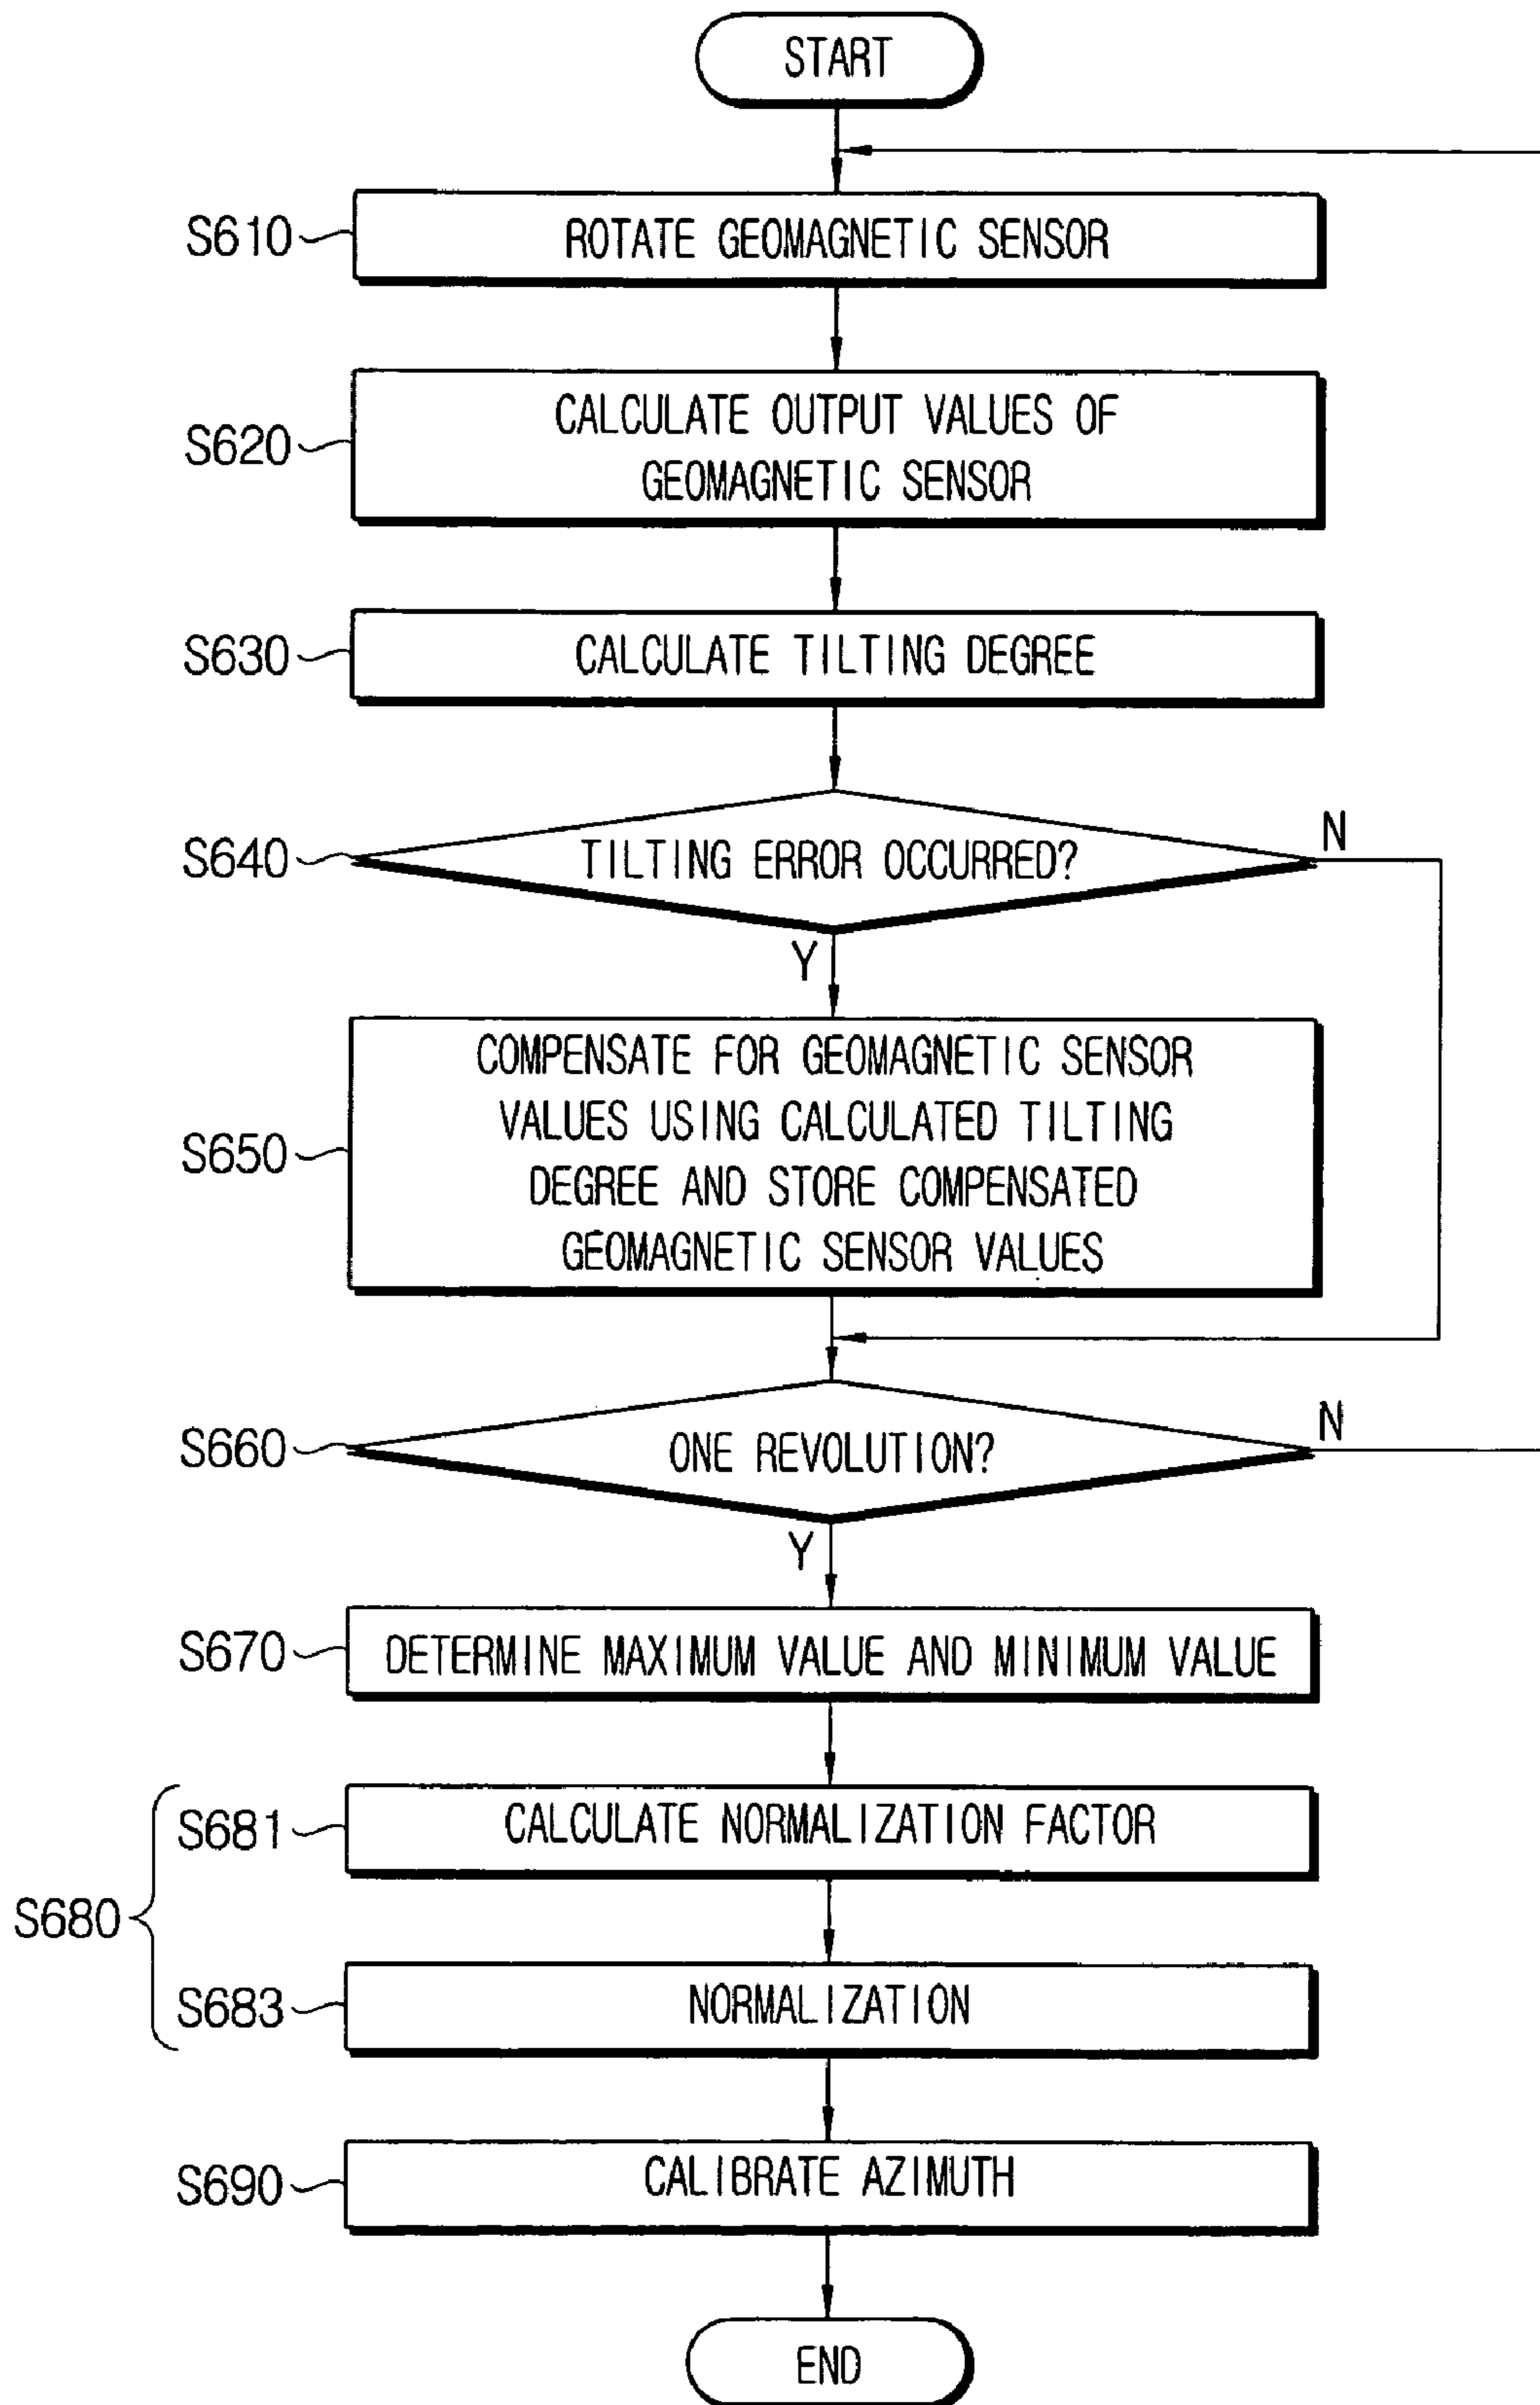 START
S610
ROTATE GEOMAGNETIC SENSOR
S620
CALCULATE OUTPUT VALUES OF
GEOMAGNETIC SENSOR
S630
CALCULATE TILTING DEGREE
S640
TILTING ERROR OCCURRED?
N
Y
S650
COMPENSATE FOR GEOMAGNETIC SENSOR
VALUES USING CALCULATED TILTING
DEGREE AND STORE COMPENSATED
GEOMAGNETIC SENSOR VALUES
S660
ONE REVOLUTION?
N
Y
S670
DETERMINE MAXIMUM VALUE AND MINIMUM VALUE
S680
S681
CALCULATE NORMALIZATION FACTOR
S683
NORMALIZATION
S690
CALIBRATE AZIMUTH
END